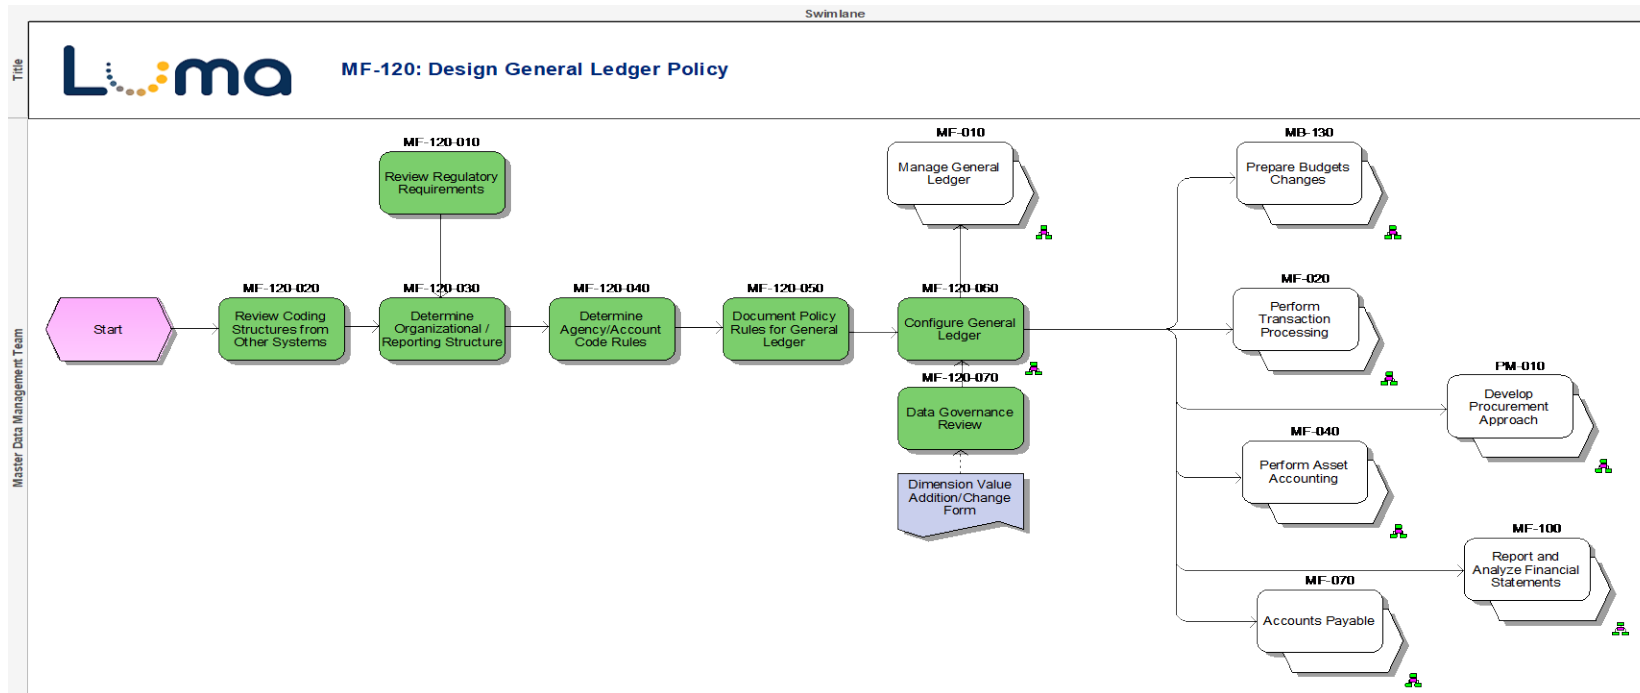 Swimlane
Title
Luma
MF-120: Design General Ledger Policy
Master Data Management Team
MF-120-010
Review Regulatory
Requirements
MF-010
Manage General
Ledger
MB-130
Prepare Budgets
Changes
Start
MF-120-020
Review Coding
Structures from
Other Systems
MF-120-030
Determine
Organizational /
Reporting Structure
MF-120-040
Determine
Agency/Account
Code Rules
MF-120-050
Document Policy
Rules for General
Ledger
MF-120-060
Configure General
Ledger
MF-020
Perform
Transaction
Processing
MF-120-070
Data Governance
Review
PM-010
Develop
Procurement
Approach
MF-040
Perform Asset
Accounting
Dimension Value
Addition/Change
Form
MF-100
Report and
Analyze Financial
Statements
MF-070
Accounts Payable